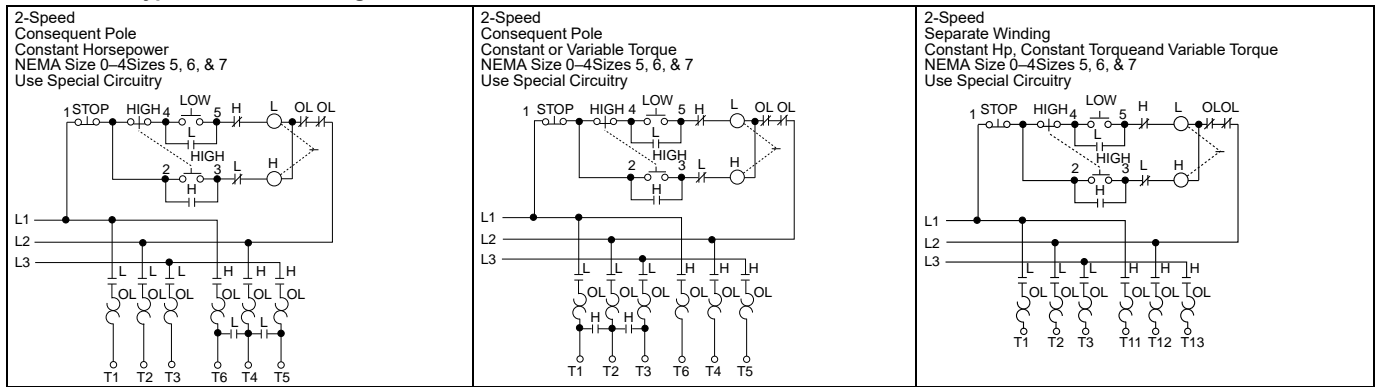 2-Speed
Consequent Pole
Constant Horsepower
NEMA Size 0–4Sizes 5, 6, & 7
Use Special Circuitry
1 STOP HIGH 4 LOW 5 H L OL OL
L
HIGH
2 3 L H
H
L1
L2
L3
L L L H H H
OL OL OL OL OL OL
L L
T1 T2 T3 T6 T4 T5
2-Speed
Consequent Pole
Constant or Variable Torque
NEMA Size 0–4Sizes 5, 6, & 7
Use Special Circuitry
1 STOP HIGH 4 LOW 5 H L OL OL
L
HIGH
2 3 L H
H
L1
L2
L3
L L L H H H
OL OL OL OL OL OL
H H
T1 T2 T3 T6 T4 T5
2-Speed
Separate Winding
Constant Hp, Constant Torqueand Variable Torque
NEMA Size 0–4Sizes 5, 6, & 7
Use Special Circuitry
1 STOP HIGH 4 LOW 5 H L OLOL
L
HIGH
2 3 L H
H
L1
L2
L3
L L L H H H
OL OL OL OL OL OL
T1 T2 T3 T11 T12 T13